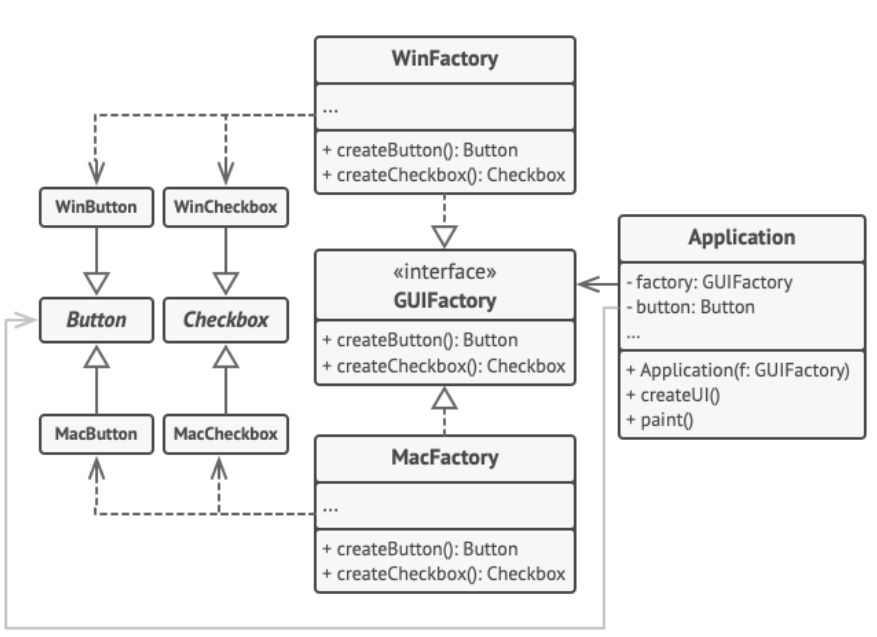 WinFactory
...
+ createButton(): Button
+ createCheckbox(): Checkbox
WinButton
WinCheckbox
Button
Checkbox
MacButton
MacCheckbox
«interface»
GUIFactory
+ createButton(): Button
+ createCheckbox(): Checkbox
MacFactory
...
+ createButton(): Button
+ createCheckbox(): Checkbox
Application
- factory: GUIFactory
- button: Button
...
+ Application(f: GUIFactory)
+ createUI()
+ paint()